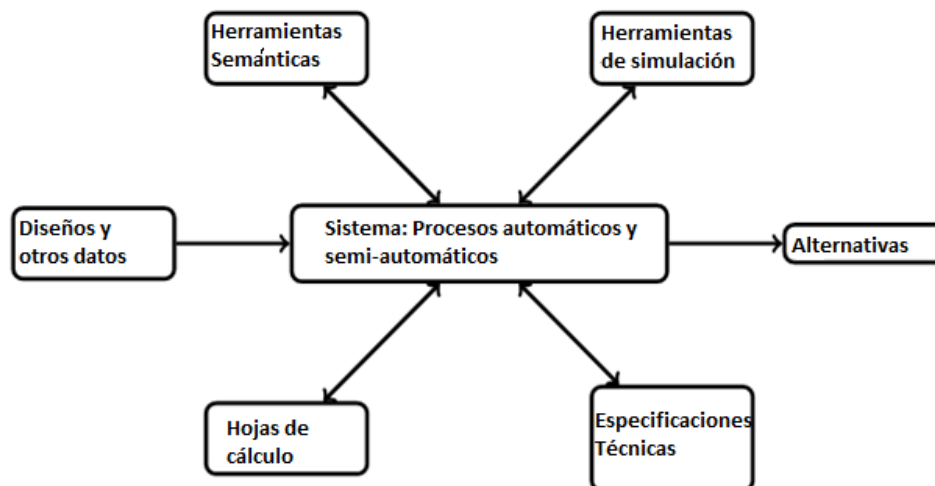 Herramientas
Semánticas
Herramientas
de simulación
Diseños y
otros datos
Sistema: Procesos automáticos y
semi-automáticos
Alternativas
Hojas de
cálculo
Especificaciones
Técnicas